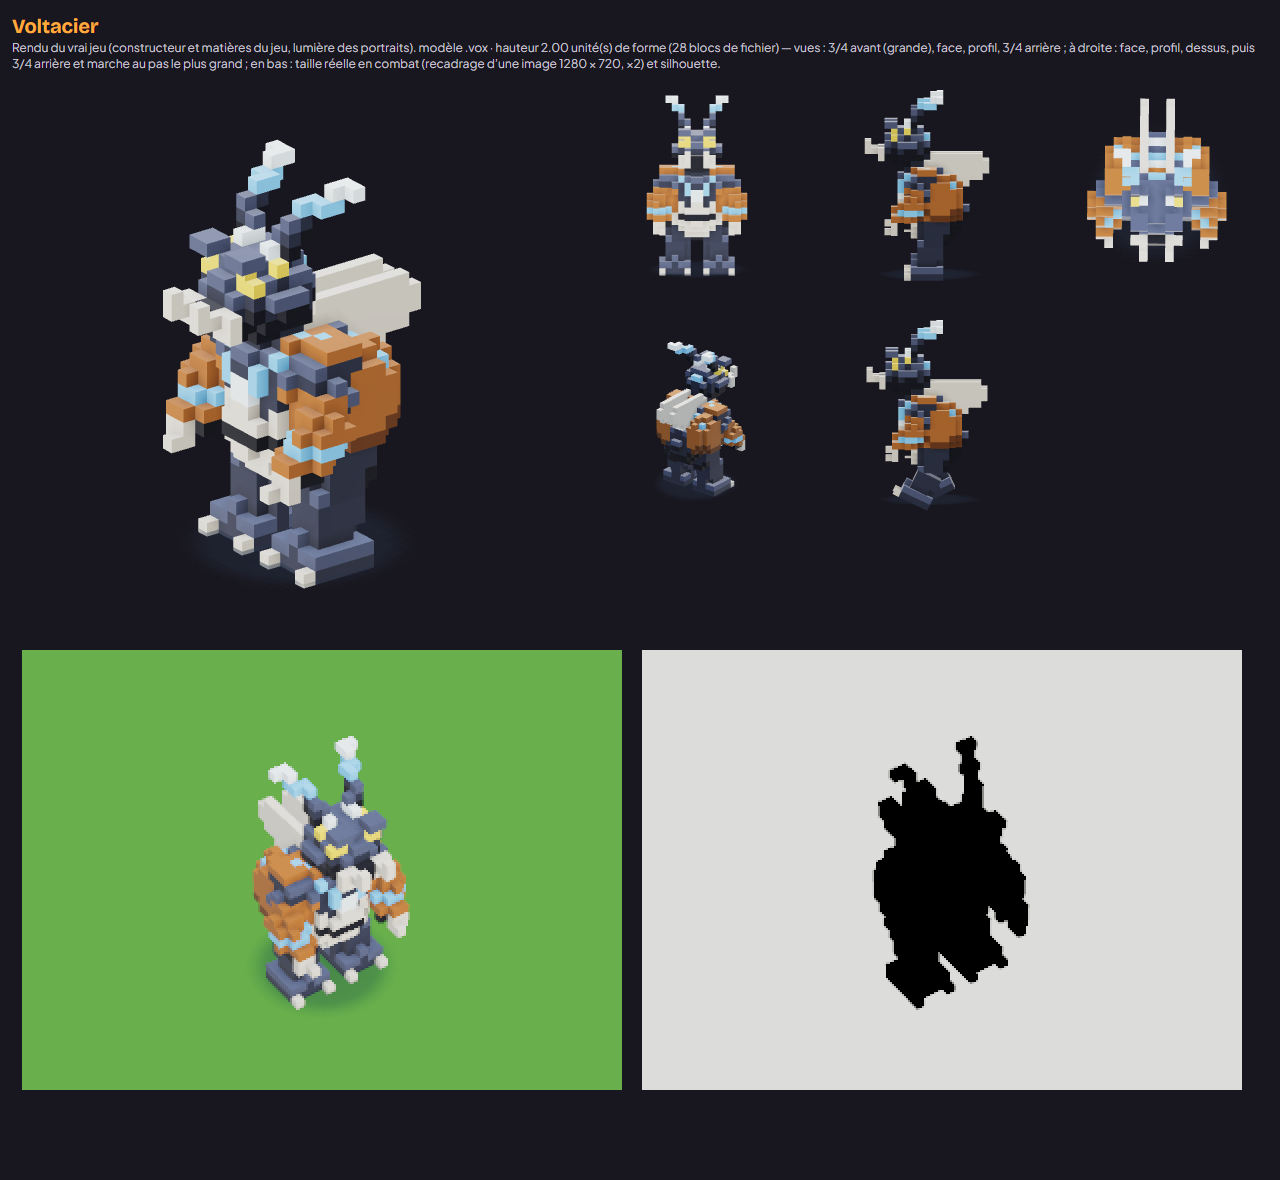 Voltacier
Rendu du vrai jeu (constructeur et matières du jeu, lumière des portraits). modèle .vox · hauteur 2.00 unité(s) de forme (28 blocs de fichier) — vues : 3/4 avant (grande), face, profil, 3/4 arrière ; à droite : face, profil, dessus, puis
3/4 arrière et marche au pas le plus grand ; en bas : taille réelle en combat (recadrage d'une image 1280 × 720, ×2) et silhouette.